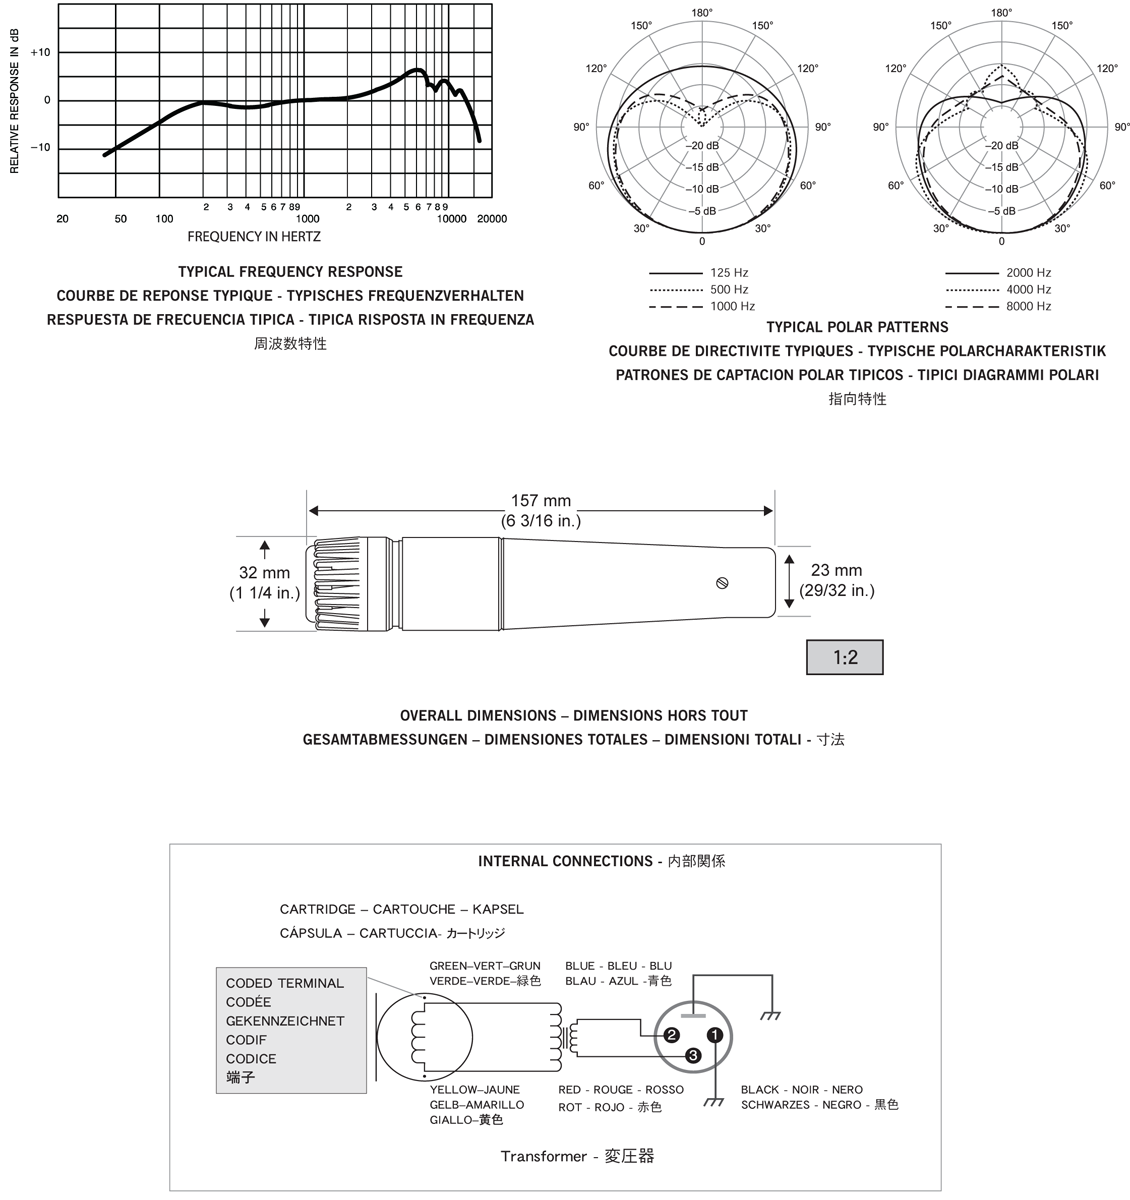 RELATIVE RESPONSE IN dB
+10
0
−10
20 50 100 2 3 4 5 6 7 8 9 1000 2 3 4 5 6 7 8 9 10000 20000
FREQUENCY IN HERTZ
TYPICAL FREQUENCY RESPONSE
COURBE DE REPONSE TYPIQUE - TYPISCHES FREQUENZVERHALTEN
RESPUESTA DE FRECUENCIA TIPICA - TIPICA RISPOSTA IN FREQUENZA
周波数特性
180°
150° 150°
120° 120°
90° 90°
–20 dB
–15 dB
60° 60°
–10 dB
–5 dB
30° 30°
0
125 Hz
500 Hz
1000 Hz
180°
150° 150°
120° 120°
90° 90°
–20 dB
–15 dB
60° 60°
–10 dB
–5 dB
30° 30°
0
2000 Hz
4000 Hz
8000 Hz
TYPICAL POLAR PATTERNS
COURBE DE DIRECTIVITE TYPIQUES - TYPISCHE POLARCHARAKTERISTIK
PATRONES DE CAPTACION POLAR TIPICOS - TIPICI DIAGRAMMI POLARI
指向特性
157 mm
(6 3/16 in.)
32 mm
(1 1/4 in.)
23 mm
(29/32 in.)
1:2
OVERALL DIMENSIONS – DIMENSIONS HORS TOUT
GESAMTABMESSUNGEN – DIMENSIONES TOTALES – DIMENSIONI TOTALI - 寸法
INTERNAL CONNECTIONS - 内部関係
CARTRIDGE – CARTOUCHE – KAPSEL
CÁPSULA – CARTUCCIA- カートリッジ
CODED TERMINAL
CODÉE
GEKENNZEICHNET
CODIF
CODICE
端子
GREEN–VERT–GRUN
VERDE–VERDE–緑色
BLUE - BLEU - BLU
BLAU - AZUL -青色
2
1
3
YELLOW–JAUNE
GELB–AMARILLO
GIALLO–黄色
RED - ROUGE - ROSSO
ROT - ROJO - 赤色
BLACK - NOIR - NERO
SCHWARZES - NEGRO - 黒色
Transformer - 変圧器